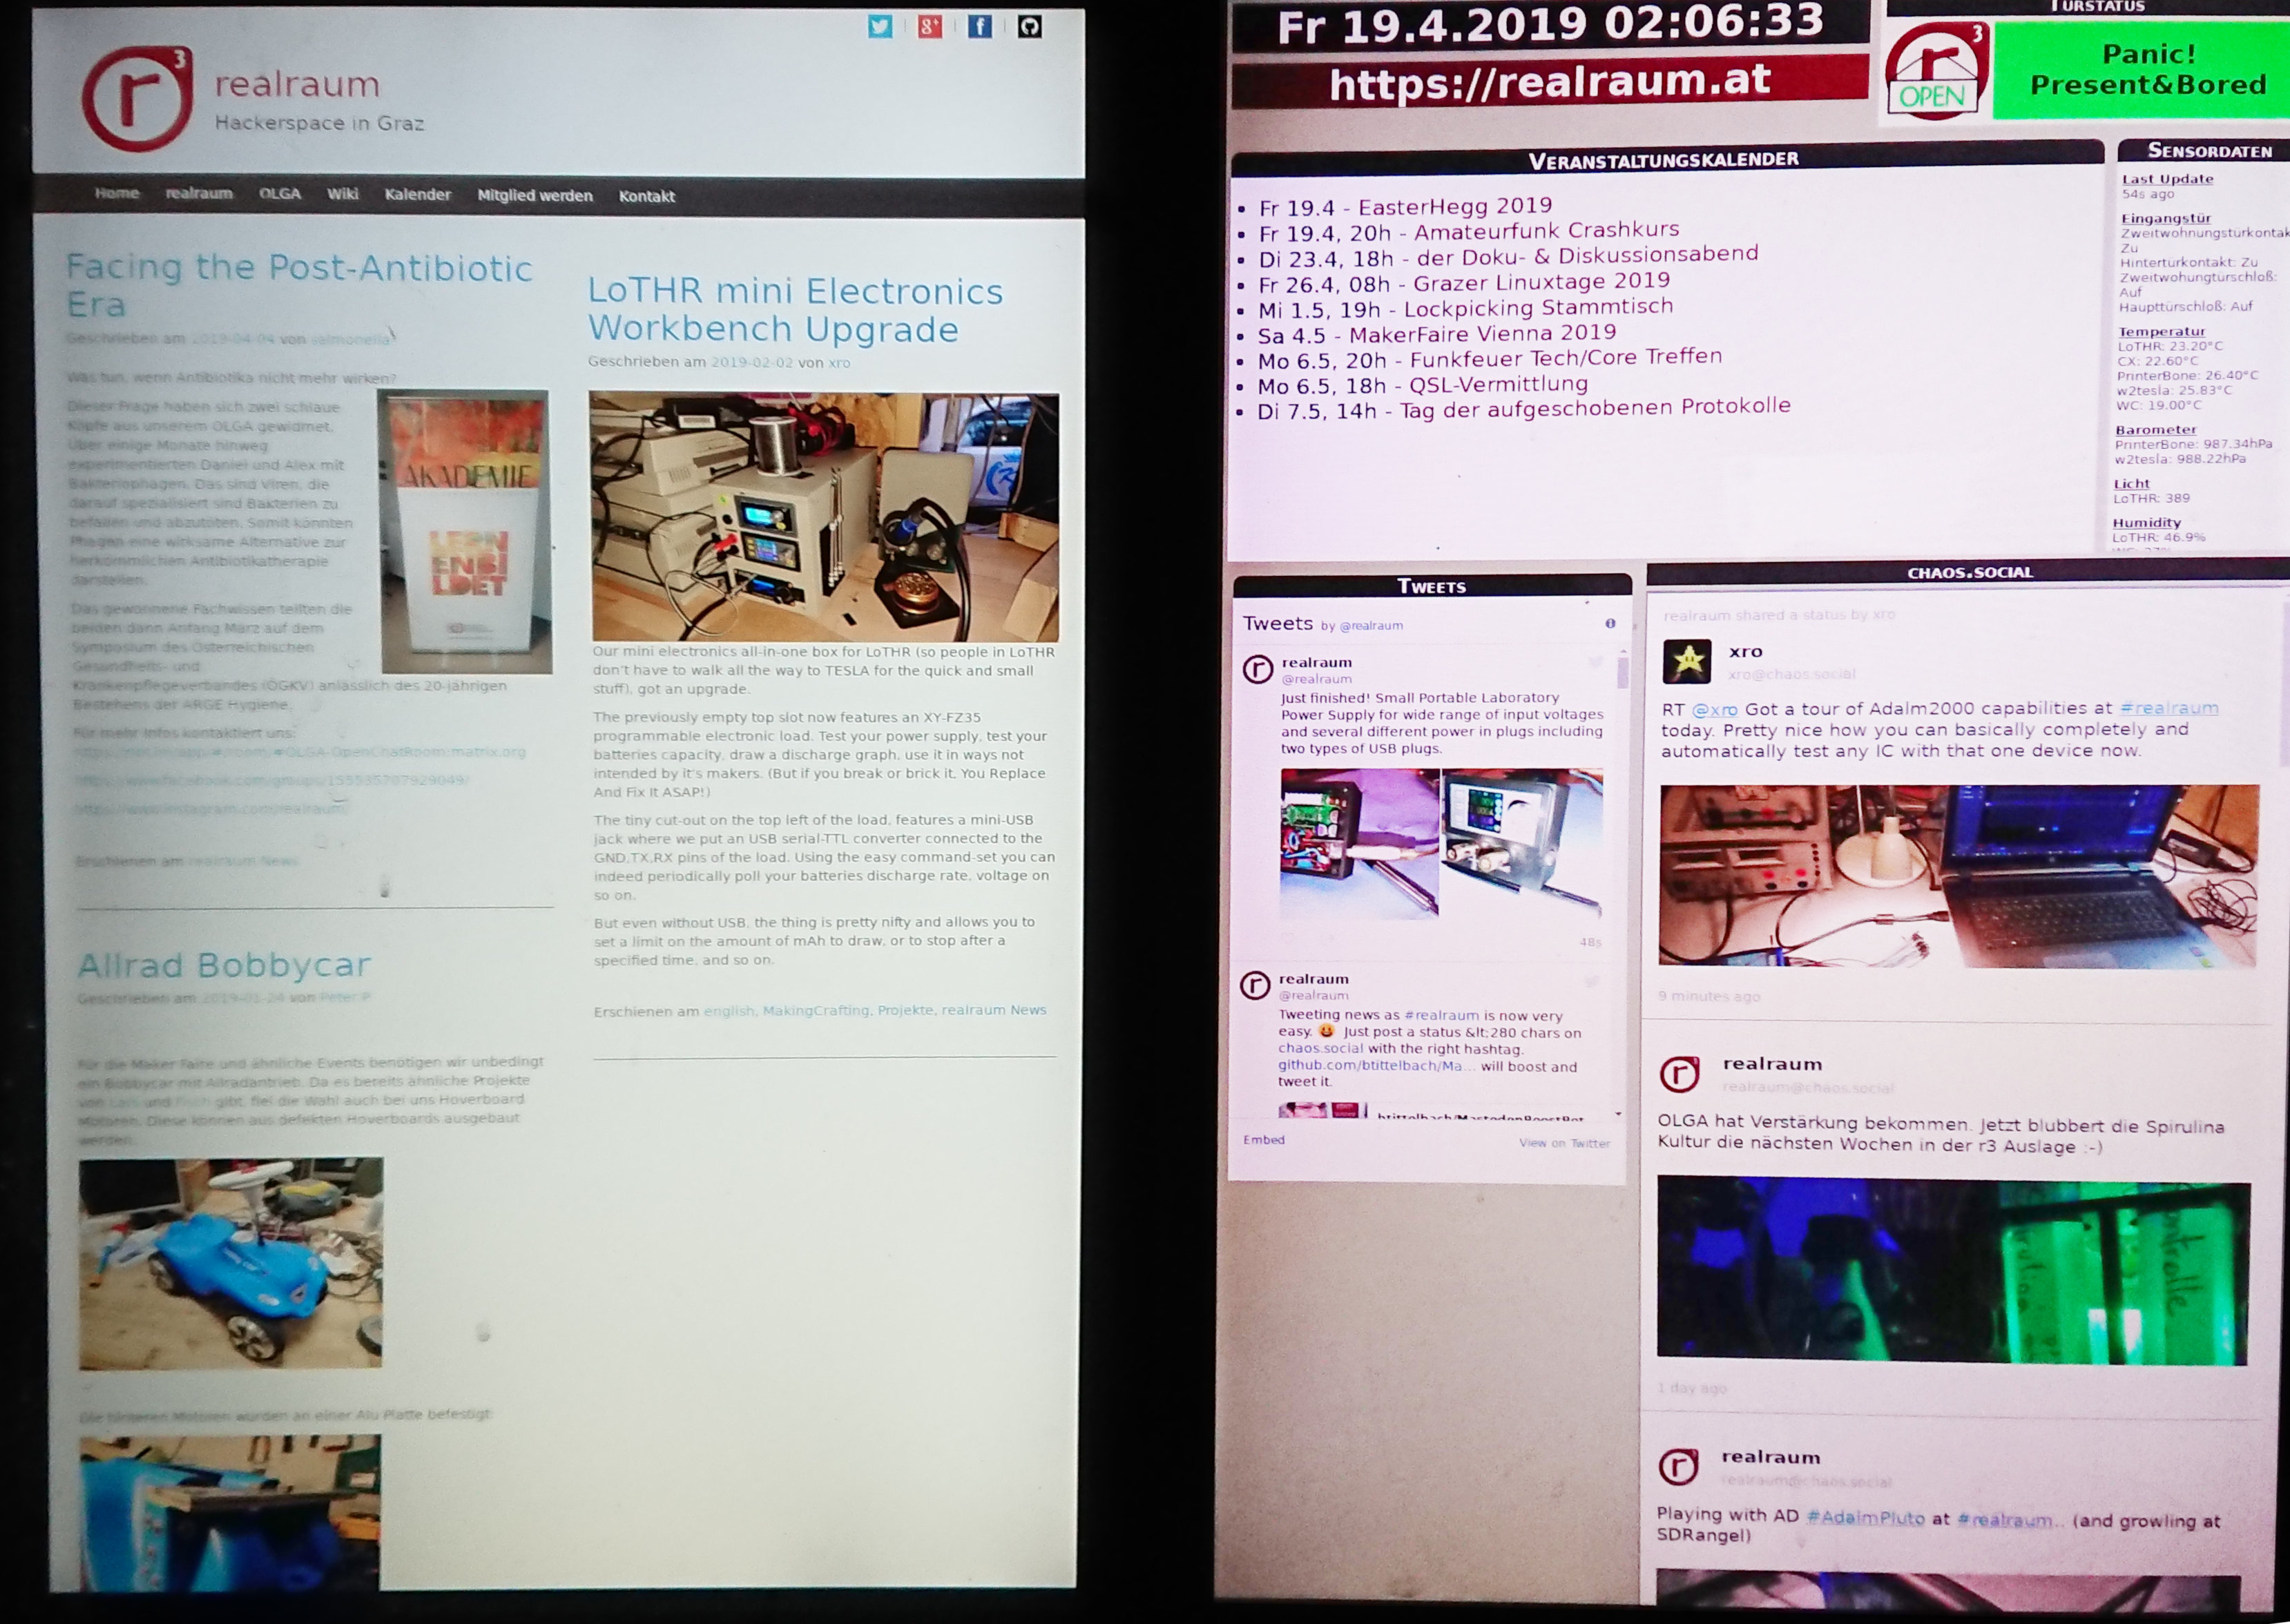 realraum
Hackerspace in Graz
Home realraum OLGA Wiki Kalender Mitglied werden Kontakt
Facing the Post-Antibiotic
Era
Geschrieben am 2019-04-04 von salmonella
Was tun, wenn Antibiotika nicht mehr wirken?
Dieser Frage haben sich zwei schlaue
Köpfe aus unserem OLGA gewidmet.
Über einige Monate hinweg
experimentierten Daniel und Alex mit
Bakteriophagen. Das sind Viren, die
darauf spezialisiert sind Bakterien zu
befallen und abzutöten. Somit könnten
Phagen eine wirksame Alternative zur
herkömmlichen Antibiotikatherapie
darstellen.
AKADEMIE
LERN
ENBI
LDET
Das gewonnene Fachwissen teilten die
beiden dann Anfang März auf dem
Symposium des Österreichischen
Gesundheits- und
Krankenpflegeverbandes (ÖGKV) anlässlich des 20-jährigen
Bestehens der ARGE Hygiene.
Für mehr Infos kontaktiert uns:
Erschienen am realraum News
Allrad Bobbycar
Geschrieben am 2019-01-24 von Peter P
Für die Maker Faire und ähnliche Events benötigen wir unbedingt
ein Bobbycar mit Allradantrieb. Da es bereits ähnliche Projekte
von und gibt, fiel die Wahl auch bei uns Hoverboard
Motoren. Diese können aus defekten Hoverboards ausgebaut
werden.
Die hinteren Motoren wurden an einer Alu Platte befestigt:
LoTHR mini Electronics
Workbench Upgrade
Geschrieben am 2019-02-02 von xro
Our mini electronics all-in-one box for LoTHR (so people in LoTHR
don't have to walk all the way to TESLA for the quick and small
stuff), got an upgrade.
The previously empty top slot now features an XY-FZ35
programmable electronic load. Test your power supply, test your
batteries capacity, draw a discharge graph, use it in ways not
intended by it's makers. (But if you break or brick it, You Replace
And Fix It ASAP!)
The tiny cut-out on the top left of the load, features a mini-USB
jack where we put an USB serial-TTL converter connected to the
GND,TX,RX pins of the load. Using the easy command-set you can
indeed periodically poll your batteries discharge rate, voltage on
so on.
But even without USB, the thing is pretty nifty and allows you to
set a limit on the amount of mAh to draw, or to stop after a
specified time, and so on.
Erschienen am english, MakingCrafting, Projekte, realraum News
Fr 19.4.2019 02:06:33
https://realraum.at
TÜRSTATUS
OPEN
Panic!
Present&Bored
VERANSTALTUNGSKALENDER
• Fr 19.4 - EasterHegg 2019
• Fr 19.4, 20h - Amateurfunk Crashkurs
• Di 23.4, 18h - der Doku- & Diskussionsabend
• Fr 26.4, 08h - Grazer Linuxtage 2019
• Mi 1.5, 19h - Lockpicking Stammtisch
• Sa 4.5 - MakerFaire Vienna 2019
• Mo 6.5, 20h - Funkfeuer Tech/Core Treffen
• Mo 6.5, 18h - QSL-Vermittlung
• Di 7.5, 14h - Tag der aufgeschobenen Protokolle
SENSORDATEN
Last Update
54s ago
Eingangstür
Zweitwohnungstürkontak
Zu
Hintertürkontakt: Zu
Zweitwohungtürschloß:
Auf
Haupttürschloß: Auf
Temperatur
LoTHR: 23.20°C
CX: 22.60°C
PrinterBone: 26.40°C
w2tesla: 25.83°C
WC: 19.00°C
Barometer
PrinterBone: 987.34hPa
w2tesla: 988.22hPa
Licht
LoTHR: 389
Humidity
LoTHR: 46.9%
TWEETS
Tweets by @realraum
realraum
@realraum
Just finished! Small Portable Laboratory
Power Supply for wide range of input voltages
and several different power in plugs including
two types of USB plugs.
48s
realraum
@realraum
Tweeting news as #realraum is now very
easy. 😃 Just post a status &lt;280 chars on
chaos.social with the right hashtag.
github.com/btittelbach/Ma... will boost and
tweet it.
btittelbach/MastodonBoostBot
Embed View on Twitter
CHAOS.SOCIAL
realraum shared a status by xro
xro
xro@chaos.social
RT @xro Got a tour of Adalm2000 capabilities at #realraum
today. Pretty nice how you can basically completely and
automatically test any IC with that one device now.
9 minutes ago
realraum
realraum@chaos.social
OLGA hat Verstärkung bekommen. Jetzt blubbert die Spirulina
Kultur die nächsten Wochen in der r3 Auslage :-)
1 day ago
realraum
realraum@chaos.social
Playing with AD #AdalmPluto at #realraum.. (and growling at
SDRangel)